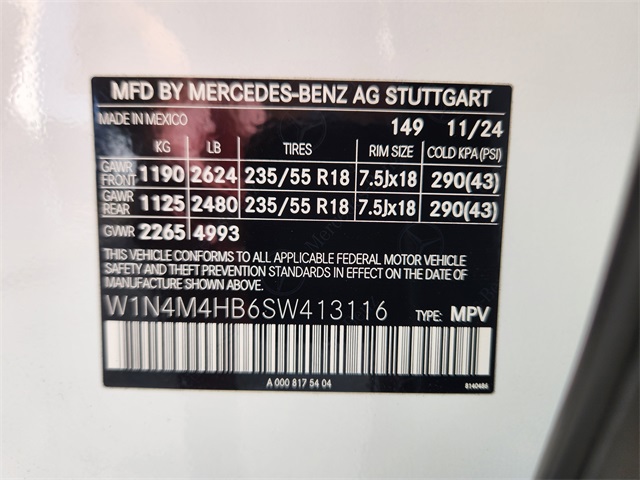 MFD BY MERCEDES-BENZ AG STUTTGART
MADE IN MEXICO 149 11/24
KG LB TIRES RIM SIZE COLD KPA(PSI)
GAWR FRONT 1190 2624 235/55 R18 7.5Jx18 290(43)
GAWR REAR 1125 2480 235/55 R18 7.5Jx18 290(43)
GVWR 2265 4993
THIS VEHICLE CONFORMS TO ALL APPLICABLE FEDERAL MOTOR VEHICLE
SAFETY AND THEFT PREVENTION STANDARDS IN EFFECT ON THE DATE
OF MANUFACTURE SHOWN ABOVE.
W1N4M4HB6SW413116 TYPE: MPV
A 000 817 54 04 8140486